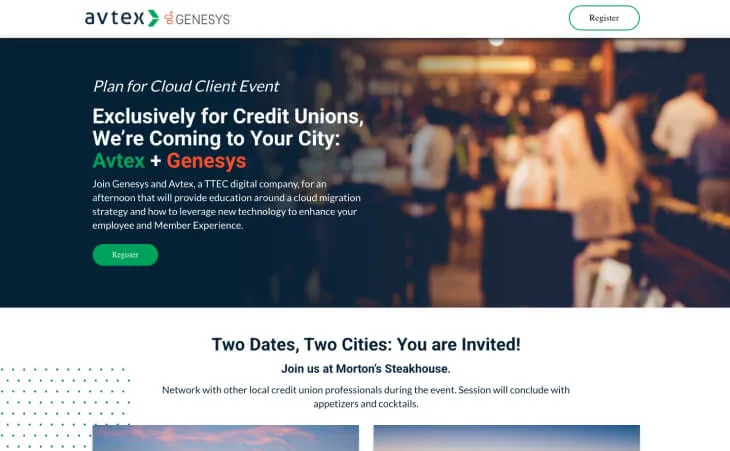 avtex GENESYS
Register
Plan for Cloud Client Event
Exclusively for Credit Unions,
We’re Coming to Your City:
Avtex + Genesys
Join Genesys and Avtex, a TTEC digital company, for an
afternoon that will provide education around a cloud migration
strategy and how to leverage new technology to enhance your
employee and Member Experience.
Register
Two Dates, Two Cities: You are Invited!
Join us at Morton’s Steakhouse.
Network with other local credit union professionals during the event. Session will conclude with
appetizers and cocktails.